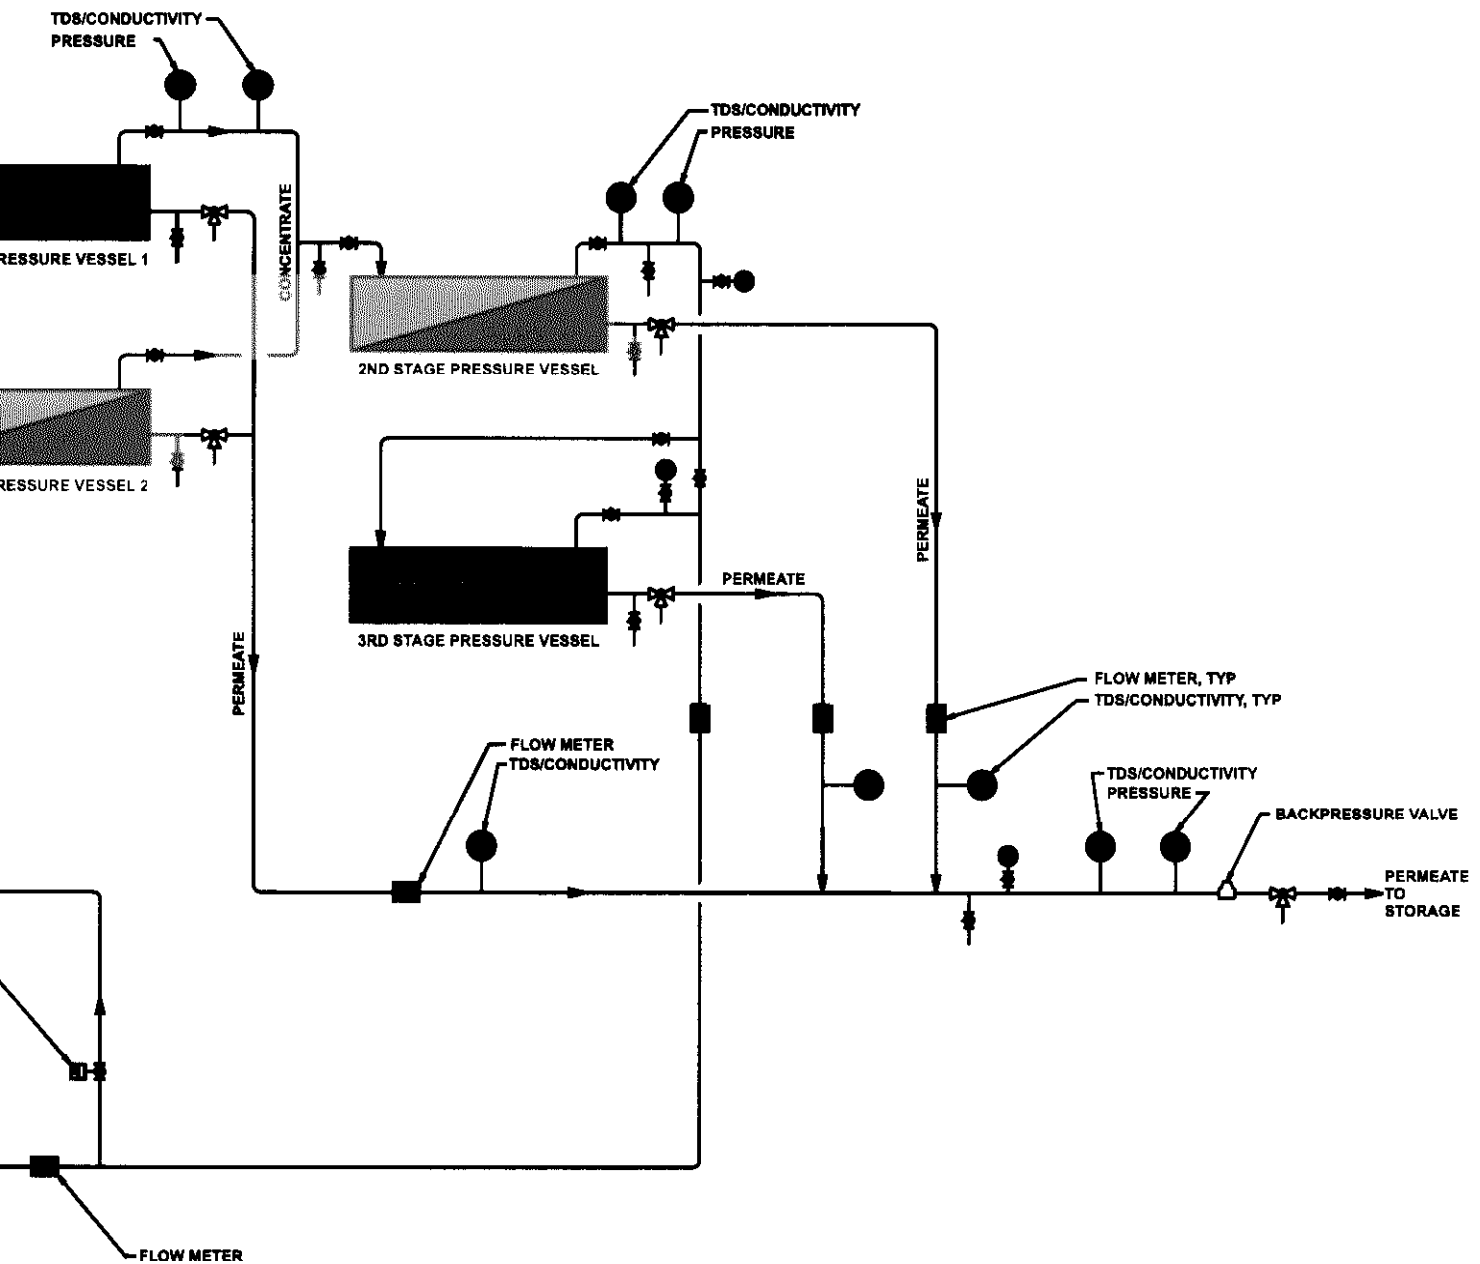 TDS/CONDUCTIVITY
PRESSURE
TDS/CONDUCTIVITY
PRESSURE
CONCENTRATE
RESSURE VESSEL 1
2ND STAGE PRESSURE VESSEL
RESSURE VESSEL 2
PERMEATE
PERMEATE
3RD STAGE PRESSURE VESSEL
PERMEATE
FLOW METER, TYP
TDS/CONDUCTIVITY, TYP
FLOW METER
TDS/CONDUCTIVITY
TDS/CONDUCTIVITY
PRESSURE
BACKPRESSURE VALVE
PERMEATE
TO
STORAGE
FLOW METER